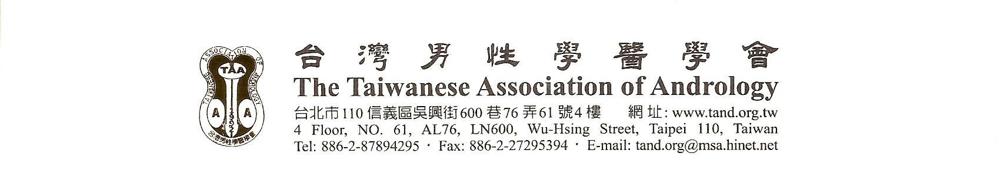 TAIWANESE ASSOCIATION OF ANDROLOGY
TAA
A A
台灣男性學醫學會
台灣男性學醫學會
The Taiwanese Association of Andrology
台北市110信義區吳興街600巷76弄61號4樓 網址: www.tand.org.tw
4 Floor, NO. 61, AL76, LN600, Wu-Hsing Street, Taipei 110, Taiwan
Tel: 886-2-87894295 · Fax: 886-2-27295394 · E-mail: tand.org@msa.hinet.net